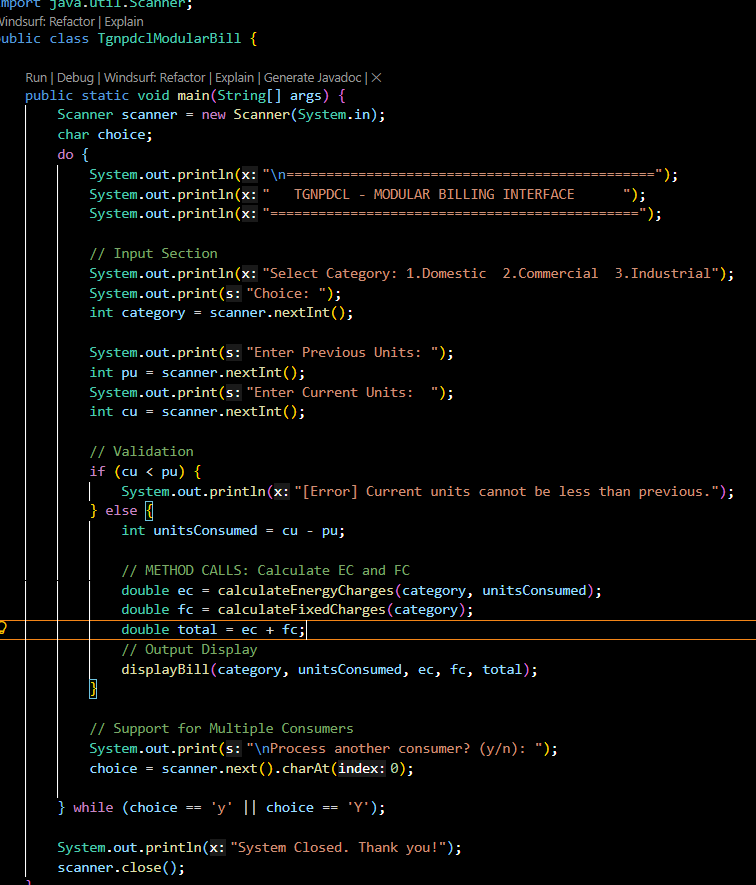 import java.util.Scanner;
Windsurf: Refactor | Explain
public class TgnpdclModularBill {
Run | Debug | Windsurf: Refactor | Explain | Generate Javadoc | ×
public static void main(String[] args) {
Scanner scanner = new Scanner(System.in);
char choice;
do {
System.out.println(x: "\n==============================================");
System.out.println(x: "   TGNPDCL - MODULAR BILLING INTERFACE      ");
System.out.println(x: "==============================================");
// Input Section
System.out.println(x: "Select Category: 1.Domestic  2.Commercial  3.Industrial");
System.out.print(s: "Choice: ");
int category = scanner.nextInt();
System.out.print(s: "Enter Previous Units: ");
int pu = scanner.nextInt();
System.out.print(s: "Enter Current Units:  ");
int cu = scanner.nextInt();
// Validation
if (cu < pu) {
System.out.println(x: "[Error] Current units cannot be less than previous.");
} else {
int unitsConsumed = cu - pu;
// METHOD CALLS: Calculate EC and FC
double ec = calculateEnergyCharges(category, unitsConsumed);
double fc = calculateFixedCharges(category);
double total = ec + fc;
// Output Display
displayBill(category, unitsConsumed, ec, fc, total);
}
// Support for Multiple Consumers
System.out.print(s: "\nProcess another consumer? (y/n): ");
choice = scanner.next().charAt(index: 0);
} while (choice == 'y' || choice == 'Y');
System.out.println(x: "System Closed. Thank you!");
scanner.close();
}